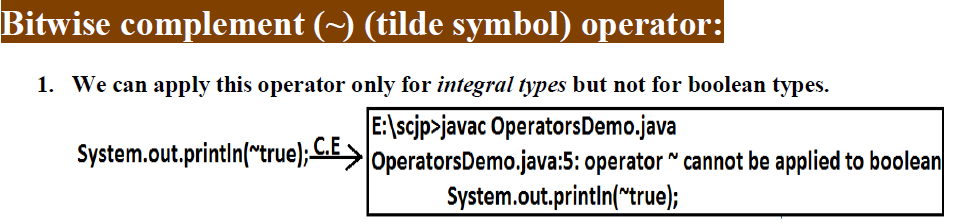 Bitwise complement (~) (tilde symbol) operator:
1. We can apply this operator only for integral types but not for boolean types.
System.out.println(~true); C.E
E:\scjp>javac OperatorsDemo.java
OperatorsDemo.java:5: operator ~ cannot be applied to boolean
System.out.println(~true);